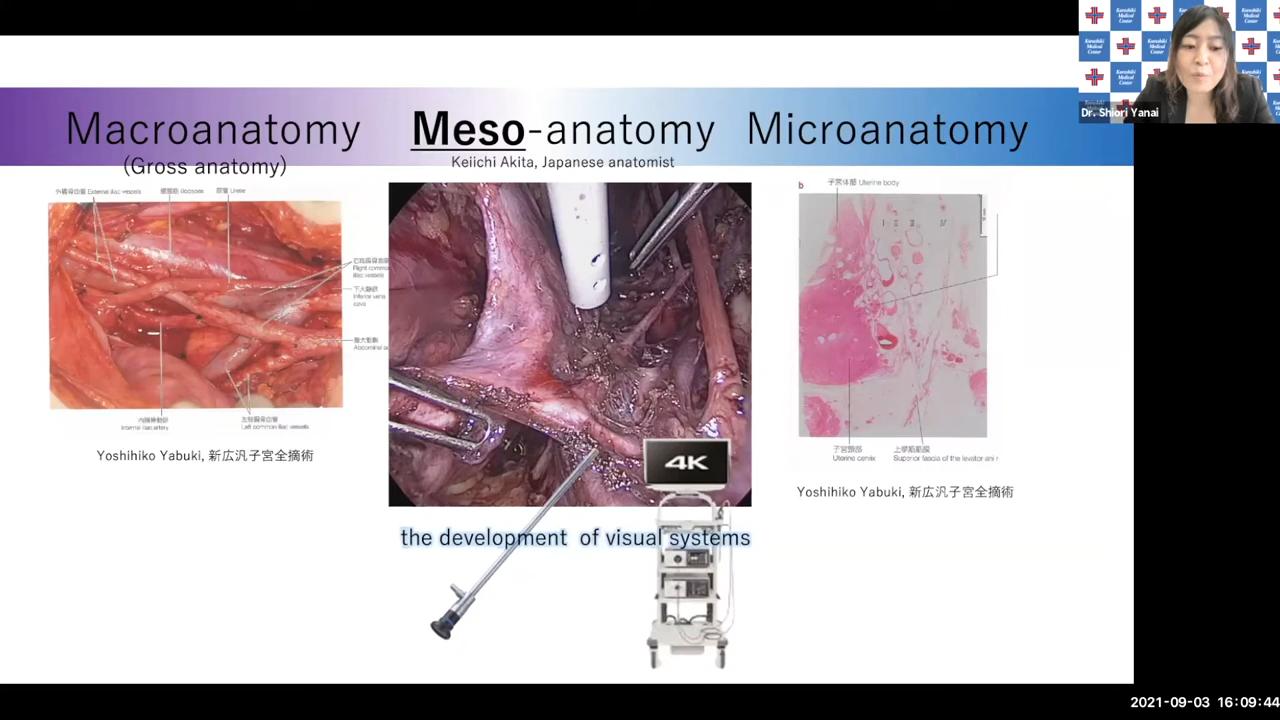 Kurashiki
Medical
Center
Dr. Shiori Yanai
Macroanatomy
(Gross anatomy)
Meso-anatomy
Keiichi Akita, Japanese anatomist
Microanatomy
External iliac vessels
Ureter
Inferior vena
cava
Internal iliac artery
Left common iliac vessels
Yoshihiko Yabuki, 新広汎子宮全摘術
4K
the development of visual systems
b
子宮体部 Uterine body
子宮頸部
Uterine cervix
Superior fascia of the levator ani
Yoshihiko Yabuki, 新広汎子宮全摘術
2021-09-03 16:09:44